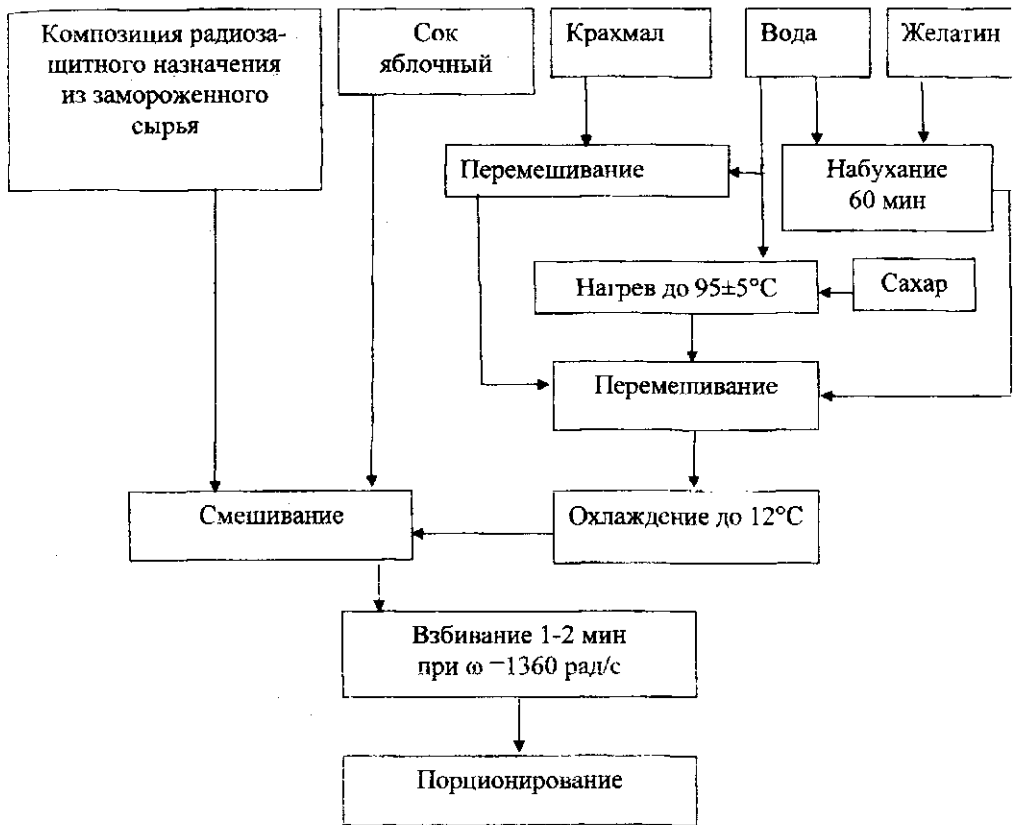 Композиция радиоза-
щитного назначения
из замороженного
сырья
Сок
яблочный
Крахмал
Вода
Желатин
Перемешивание
Набухание
60 мин
Нагрев до 95±5°С
Сахар
Перемешивание
Смешивание
Охлаждение до 12°С
Взбивание 1-2 мин
при ω =1360 рад/с
Порционирование